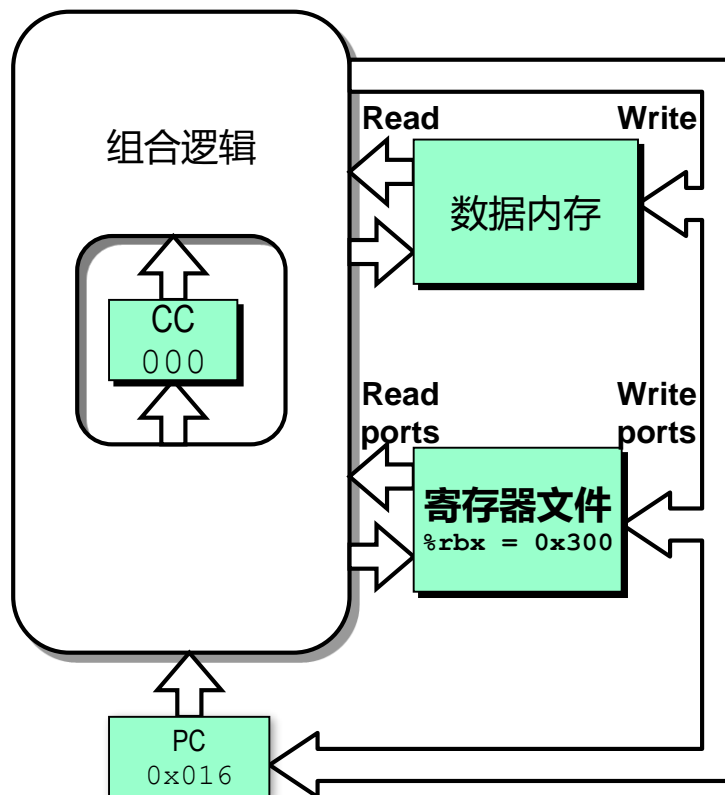 组合逻辑
Read
Write
数据内存
CC
000
Read
ports
Write
ports
寄存器文件
%rbx = 0x300
PC
0x016